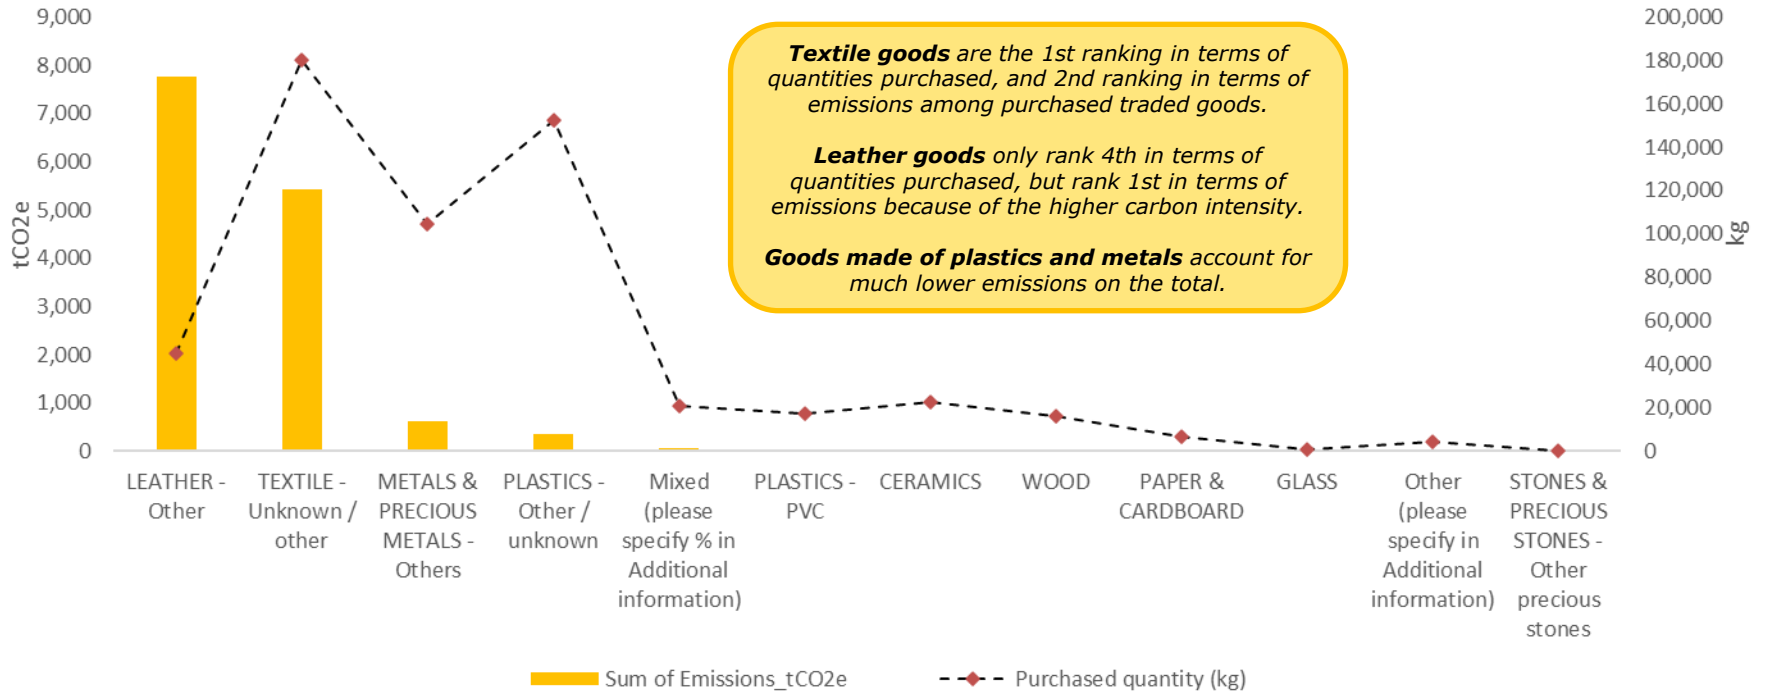 9,000
8,000
7,000
6,000
5,000
4,000
3,000
2,000
1,000
0
tCO2e
200,000
180,000
160,000
140,000
120,000
100,000
80,000
60,000
40,000
20,000
0
kg
Textile goods are the 1st ranking in terms of
quantities purchased, and 2nd ranking in terms of
emissions among purchased traded goods.
Leather goods only rank 4th in terms of
quantities purchased, but rank 1st in terms of
emissions because of the higher carbon intensity.
Goods made of plastics and metals account for
much lower emissions on the total.
LEATHER -
Other
TEXTILE -
Unknown /
other
METALS &
PRECIOUS
METALS -
Others
PLASTICS -
Other /
unknown
Mixed
(please
specify % in
Additional
information)
PLASTICS -
PVC
CERAMICS
WOOD
PAPER &
CARDBOARD
GLASS
Other
(please
specify in
Additional
information)
STONES &
PRECIOUS
STONES -
Other
precious
stones
Sum of Emissions_tCO2e
Purchased quantity (kg)